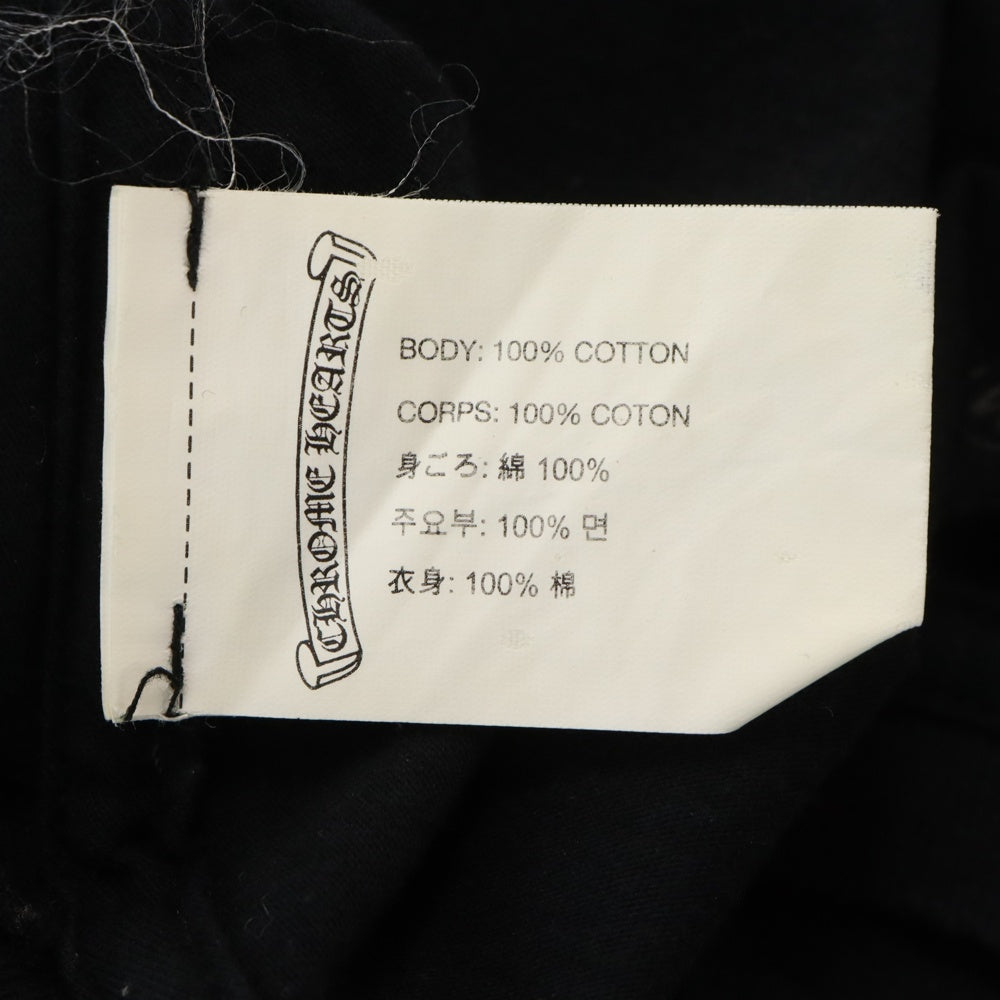 CHROME HEARTS
BODY: 100% COTTON
CORPS: 100% COTON
身ごろ: 綿 100%
주요부: 100% 면
衣身: 100% 棉